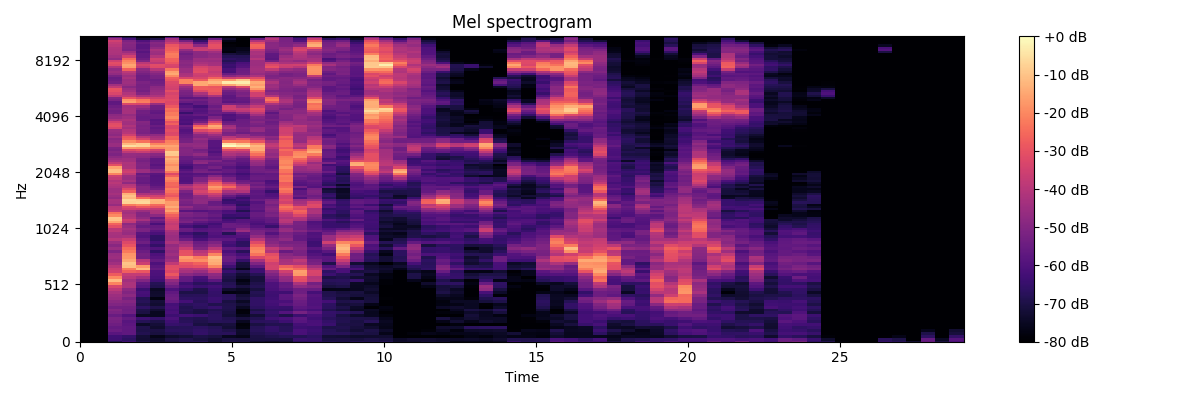 Mel spectrogram
Hz
8192
4096
2048
1024
512
0
0 5 10 15 20 25
Time
+0 dB
-10 dB
-20 dB
-30 dB
-40 dB
-50 dB
-60 dB
-70 dB
-80 dB